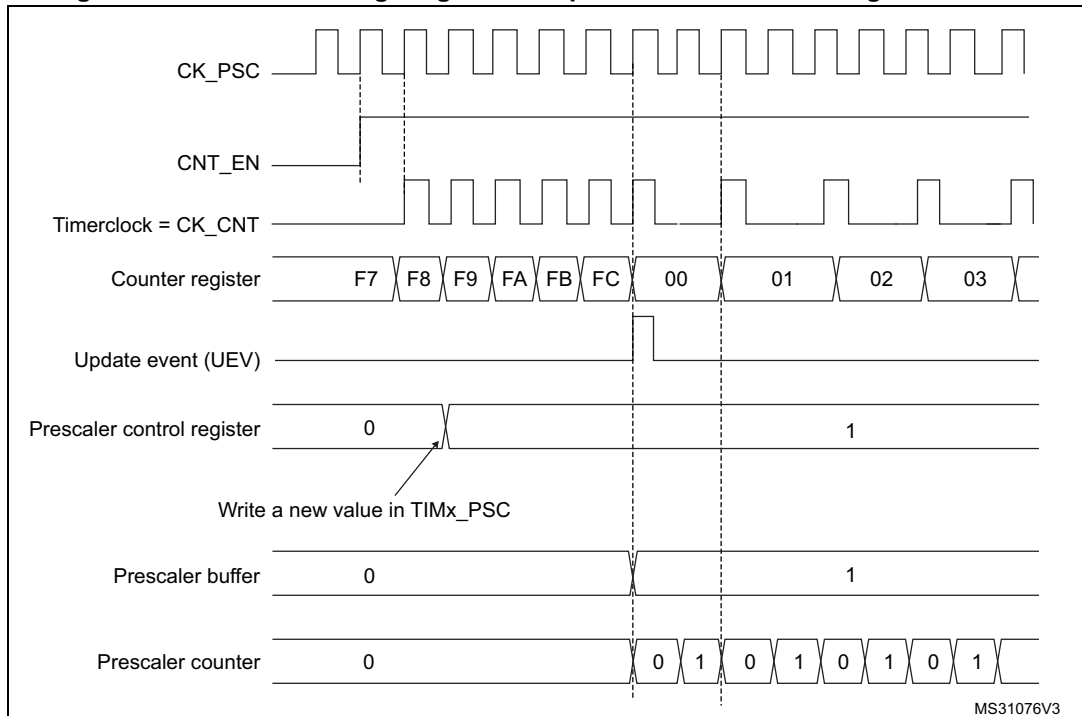 CK_PSC
CNT_EN
Timerclock = CK_CNT
Counter register F7 F8 F9 FA FB FC 00 01 02 03
Update event (UEV)
Prescaler control register 0 1
Write a new value in TIMx_PSC
Prescaler buffer 0 1
Prescaler counter 0 0 1 0 1 0 1 0 1
MS31076V3